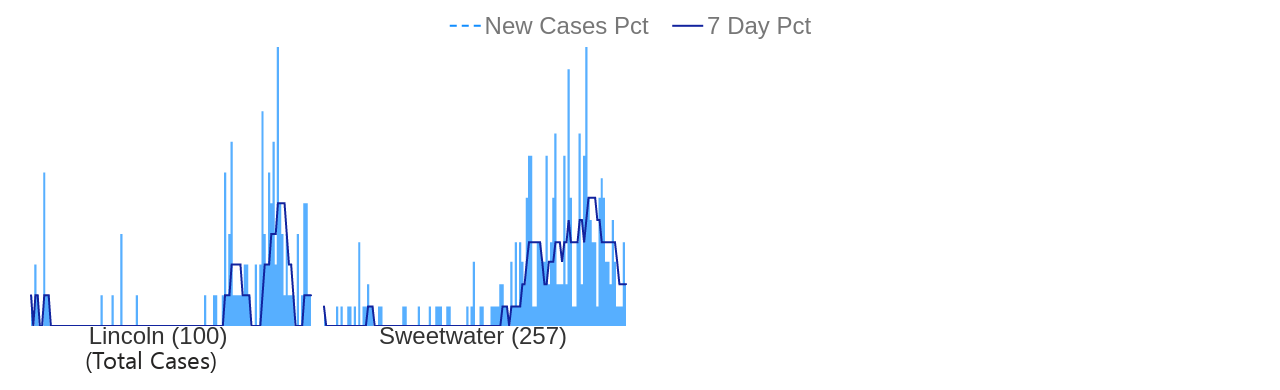 New Cases Pct 7 Day Pct
Lincoln (100) Sweetwater (257)
(Total Cases)